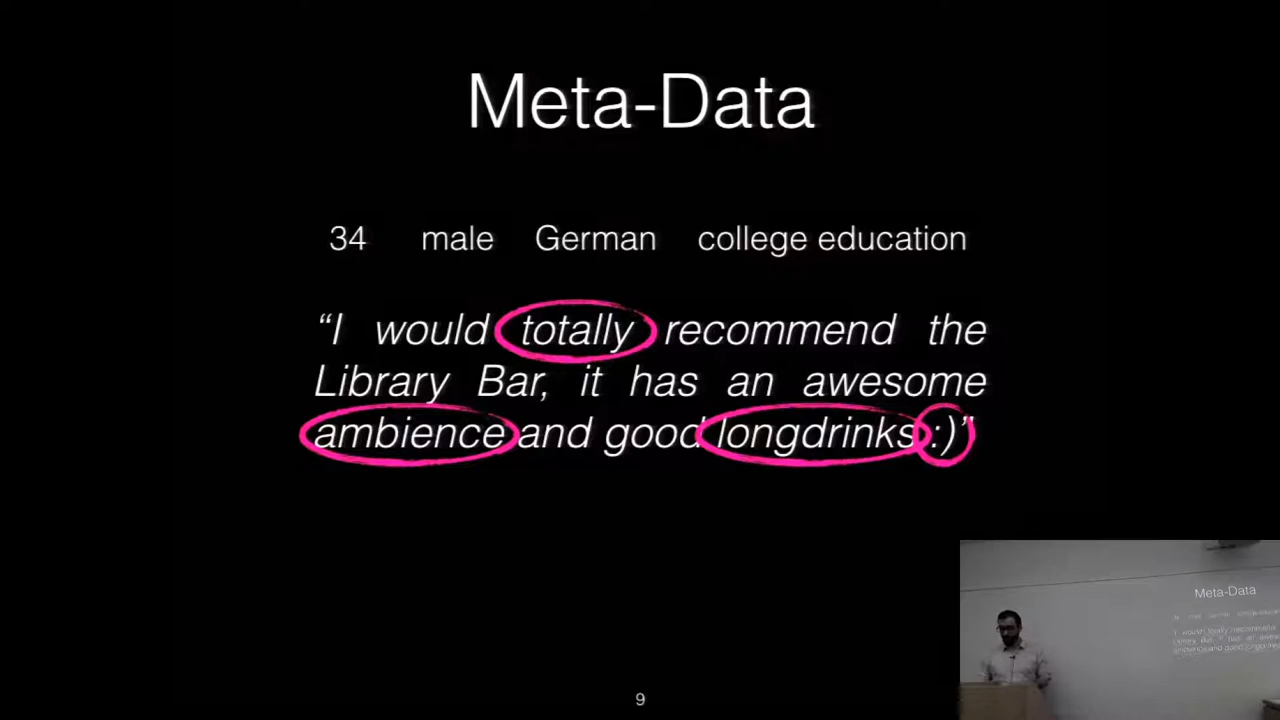 Meta-Data
34 male German college education
“I would totally recommend the
Library Bar, it has an awesome
ambience and good longdrinks :)”
9
Meta-Data